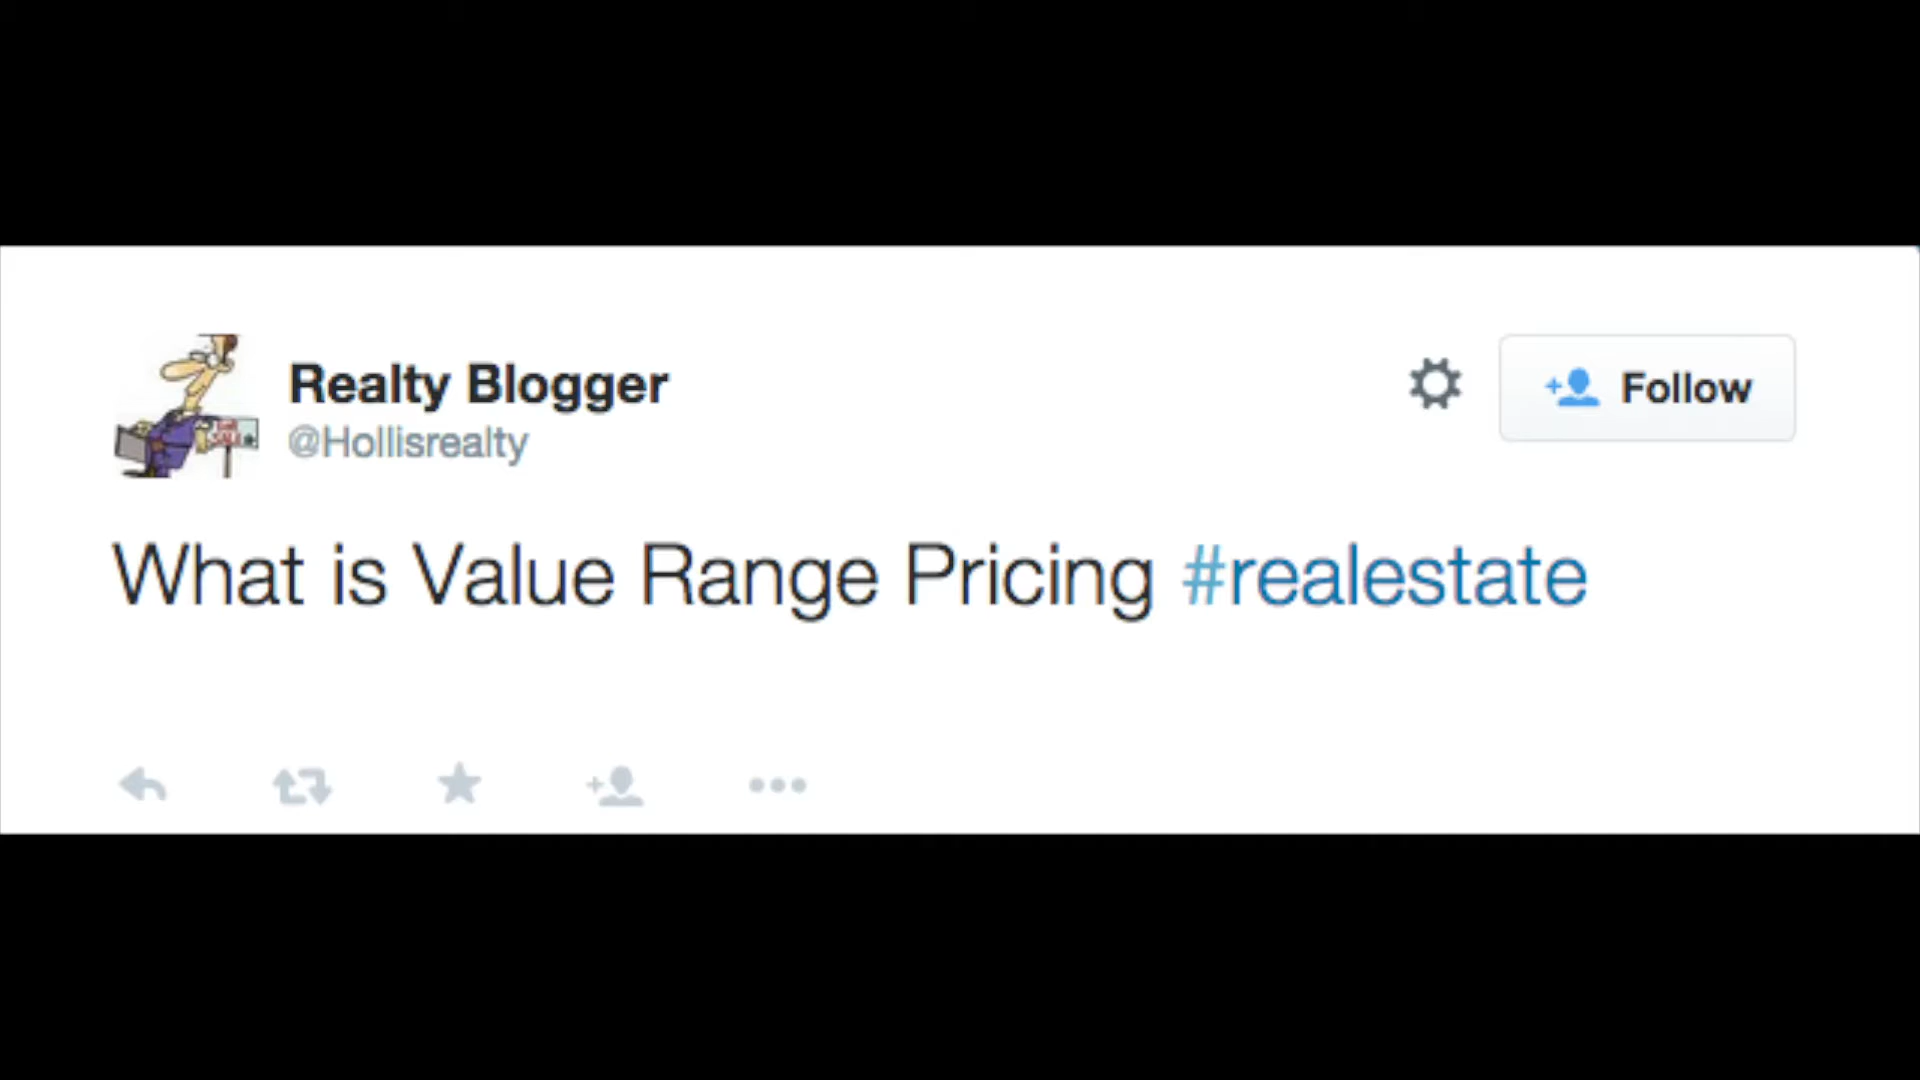 Realty Blogger
@Hollisrealty
Follow
What is Value Range Pricing #realestate